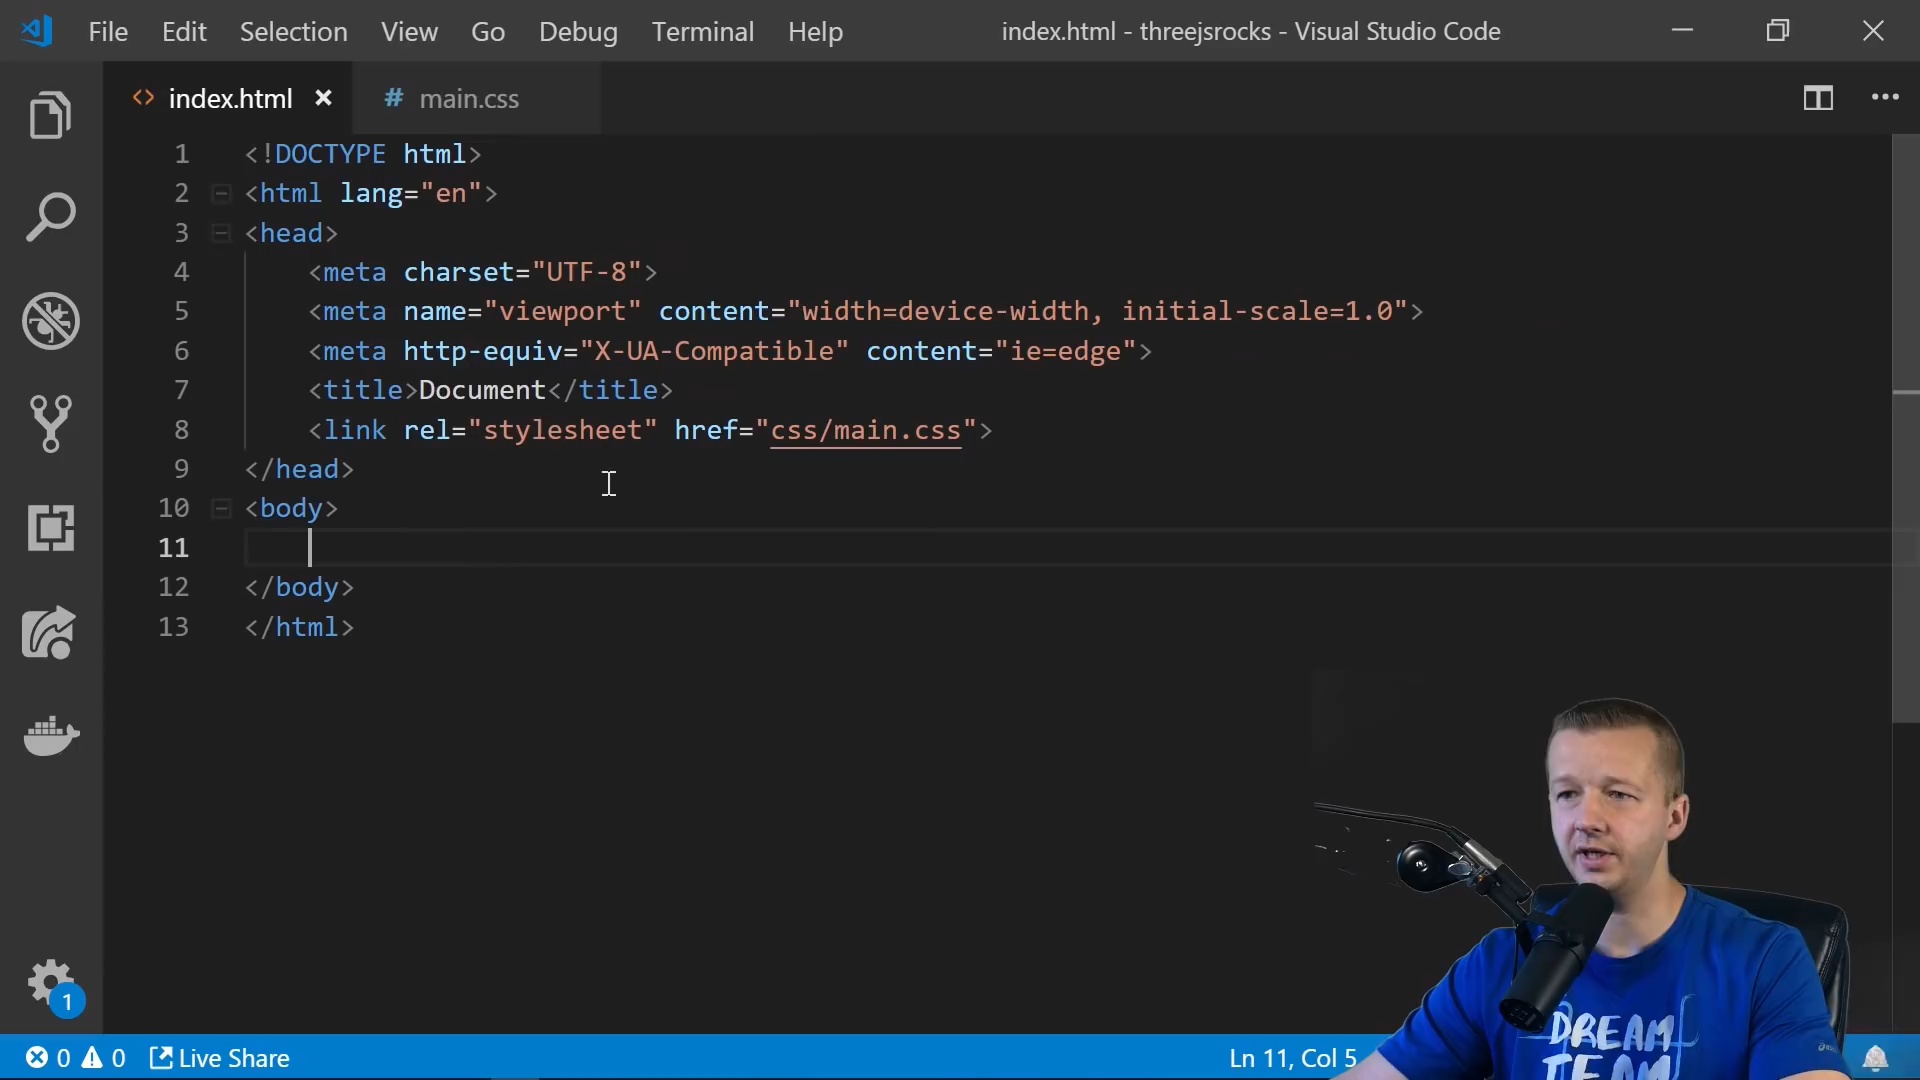 File Edit Selection View Go Debug Terminal Help index.html - threejsrocks - Visual Studio Code
<> index.html × # main.css
1 <!DOCTYPE html>
2 <html lang="en">
3 <head>
4 <meta charset="UTF-8">
5 <meta name="viewport" content="width=device-width, initial-scale=1.0">
6 <meta http-equiv="X-UA-Compatible" content="ie=edge">
7 <title>Document</title>
8 <link rel="stylesheet" href="css/main.css">
9 </head>
10 <body>
11
12 </body>
13 </html>
1
DREAM
TEAM
0 0 Live Share Ln 11, Col 5